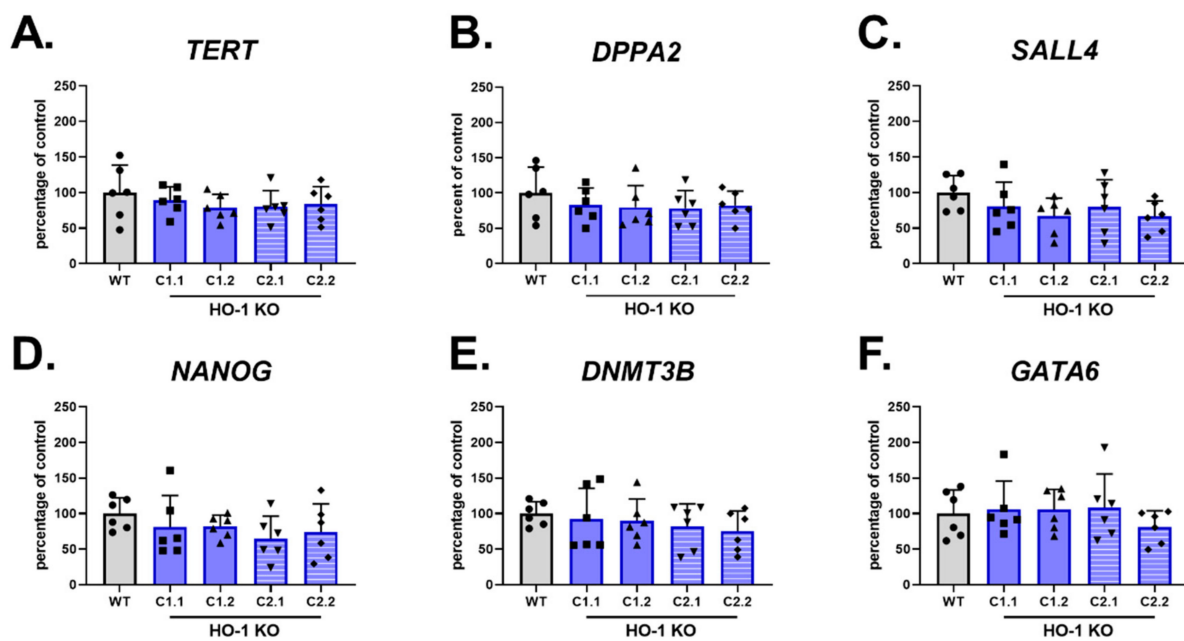 A.
TERT
percentage of control
250
200
150
100
50
0
WT C1.1 C1.2 C2.1 C2.2
HO-1 KO
B.
DPPA2
percent of control
250
200
150
100
50
0
WT C1.1 C1.2 C2.1 C2.2
HO-1 KO
C.
SALL4
percentage of control
250
200
150
100
50
0
WT C1.1 C1.2 C2.1 C2.2
HO-1 KO
D.
NANOG
percentage of control
250
200
150
100
50
0
WT C1.1 C1.2 C2.1 C2.2
HO-1 KO
E.
DNMT3B
percentage of control
250
200
150
100
50
0
WT C1.1 C1.2 C2.1 C2.2
HO-1 KO
F.
GATA6
percentage of control
250
200
150
100
50
0
WT C1.1 C1.2 C2.1 C2.2
HO-1 KO